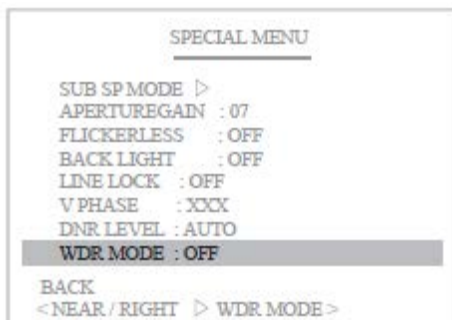 SPECIAL MENU
SUB SP MODE ▷
APERTUREGAIN : 07
FLICKERLESS : OFF
BACK LIGHT : OFF
LINE LOCK : OFF
V PHASE : XXX
DNR LEVEL : AUTO
WDR MODE : OFF
BACK
< NEAR / RIGHT ▷ WDR MODE >